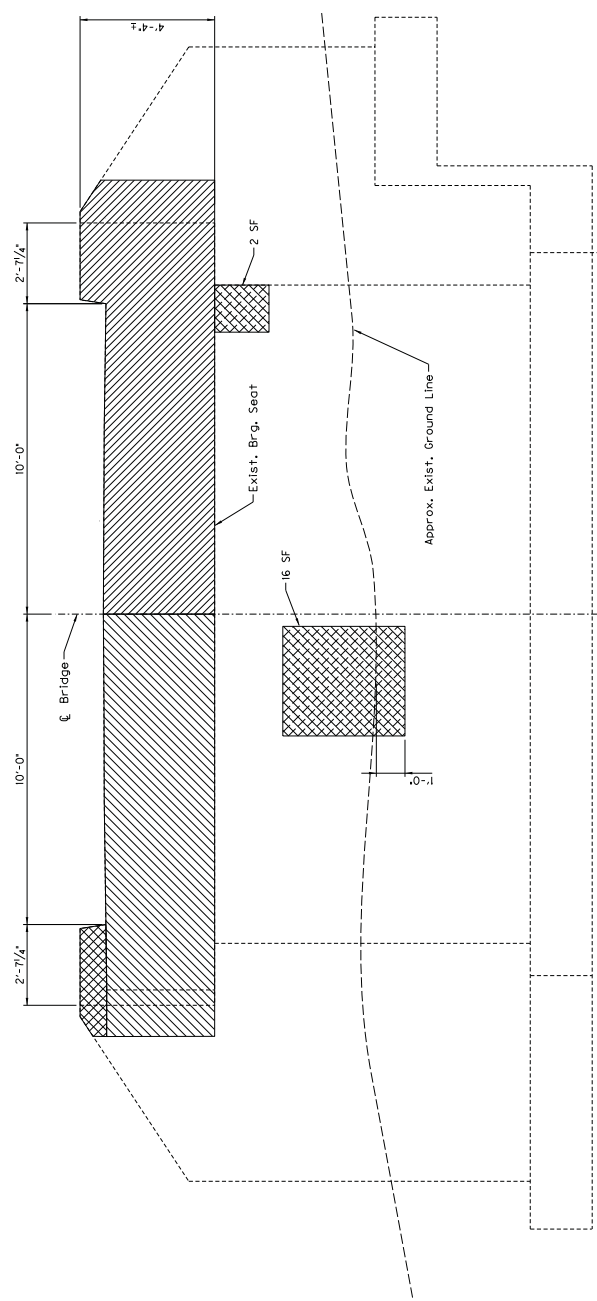 4'-4"±
2'-7¼"
10'-0"
10'-0"
2'-7¼"
℄ Bridge
2 SF
Exist. Brg. Seat
16 SF
Approx. Exist. Ground Line
1'-0"